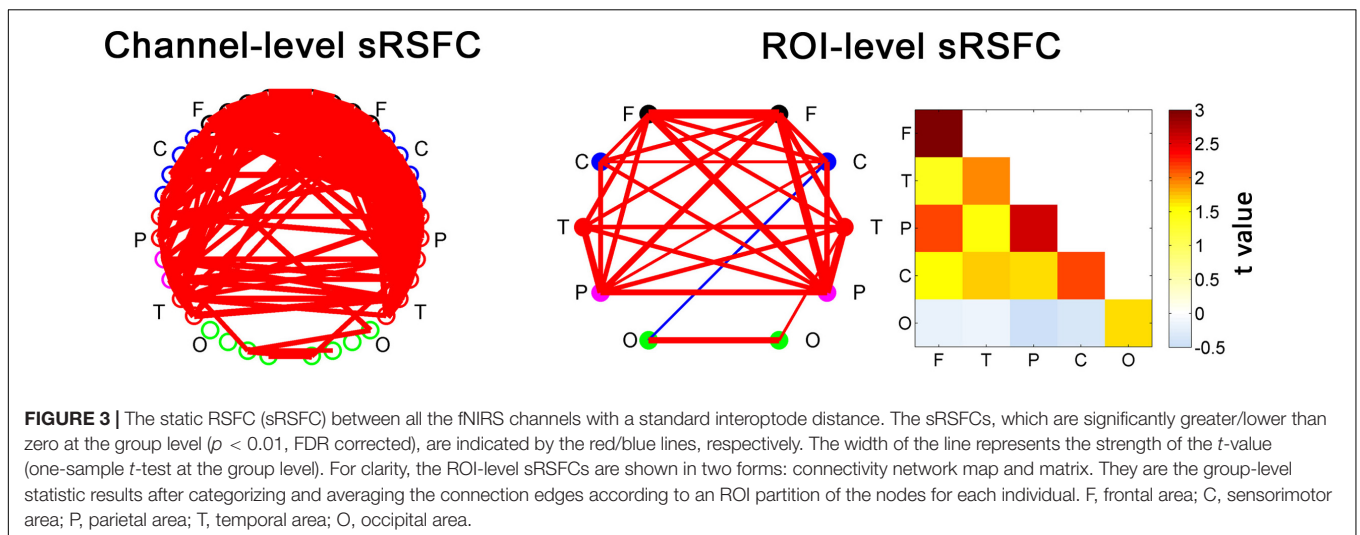 Channel-level sRSFC
ROI-level sRSFC
F F
C C
P P
T T
O O
F F
C C
T T
P P
O O
F
T
P
C
O
F T P C O
3
2.5
2
1.5
1
0.5
0
-0.5
t value
FIGURE 3 | The static RSFC (sRSFC) between all the fNIRS channels with a standard interoptode distance. The sRSFCs, which are significantly greater/lower than
zero at the group level (p < 0.01, FDR corrected), are indicated by the red/blue lines, respectively. The width of the line represents the strength of the t-value
(one-sample t-test at the group level). For clarity, the ROI-level sRSFCs are shown in two forms: connectivity network map and matrix. They are the group-level
statistic results after categorizing and averaging the connection edges according to an ROI partition of the nodes for each individual. F, frontal area; C, sensorimotor
area; P, parietal area; T, temporal area; O, occipital area.